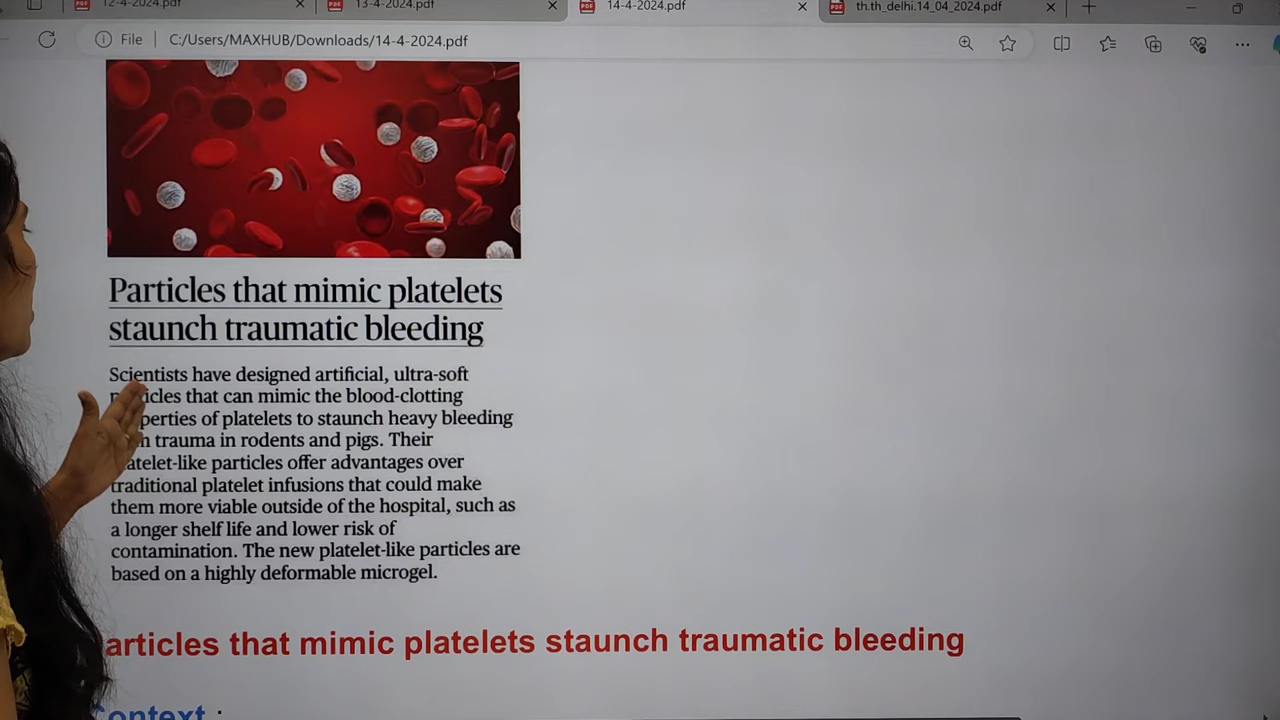 12-4-2024.pdf
13-4-2024.pdf
14-4-2024.pdf
th.th_delhi.14_04_2024.pdf
File
C:/Users/MAXHUB/Downloads/14-4-2024.pdf
Particles that mimic platelets
staunch traumatic bleeding
Scientists have designed artificial, ultra-soft
that can mimic the blood-clotting
of platelets to staunch heavy bleeding
trauma in rodents and pigs. Their
particles offer advantages over
traditional platelet infusions that could make
them more viable outside of the hospital, such as
a longer shelf life and lower risk of
contamination. The new platelet-like particles are
based on a highly deformable microgel.
articles that mimic platelets staunch traumatic bleeding
Context :